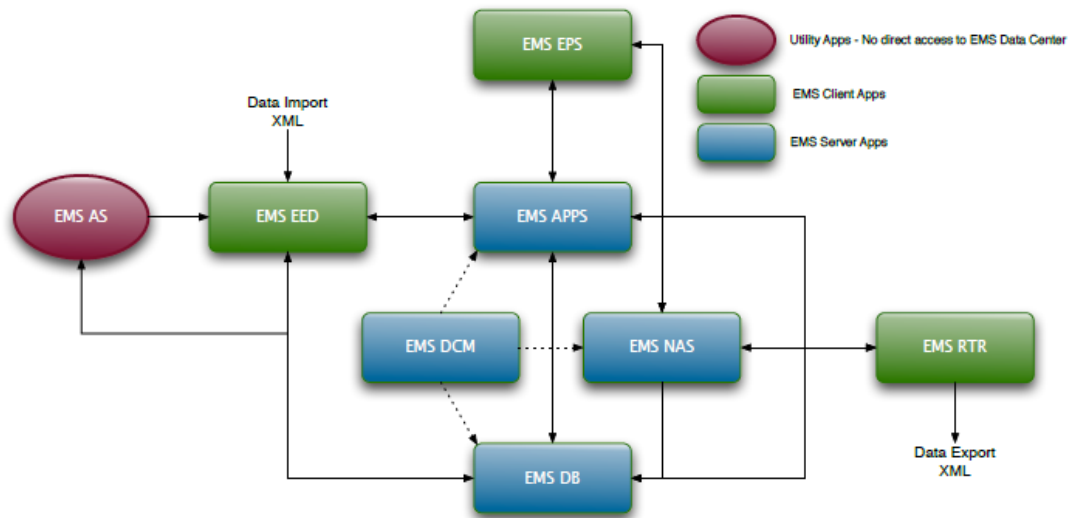 EMS EPS
Utility Apps - No direct access to EMS Data Center
EMS Client Apps
EMS Server Apps
Data Import
XML
EMS AS
EMS EED
EMS APPS
EMS DCM
EMS NAS
EMS RTR
EMS DB
Data Export
XML